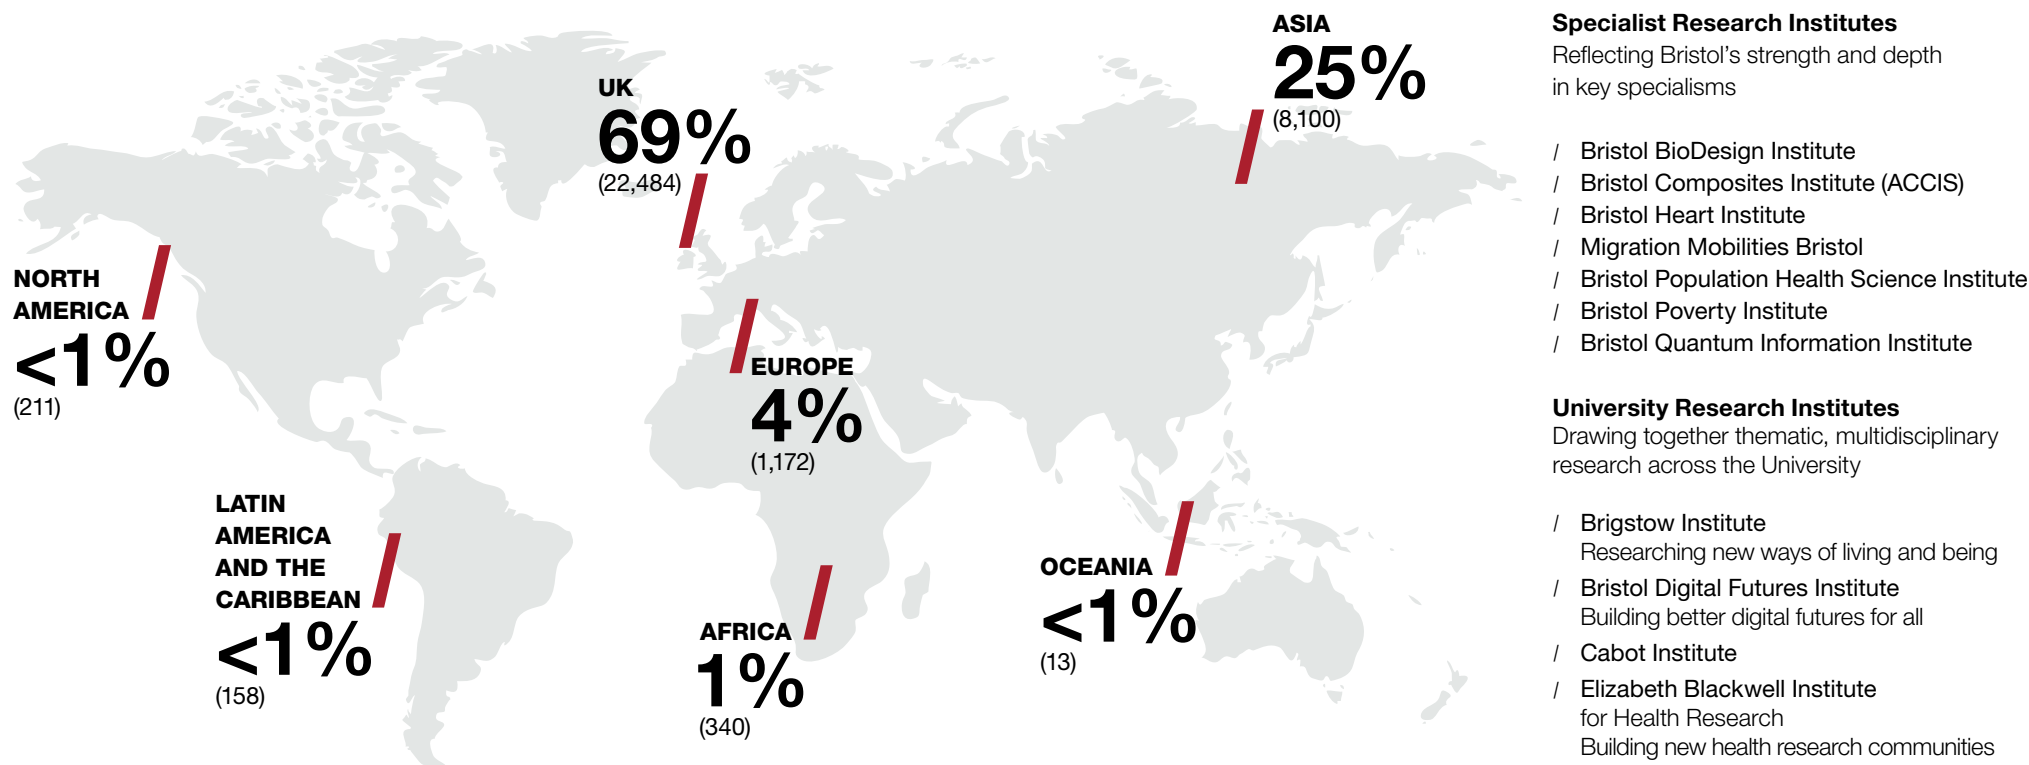 NORTH
AMERICA
<1%
(211)
LATIN
AMERICA
AND THE
CARIBBEAN
<1%
(158)
UK
69%
(22,484)
EUROPE
4%
(1,172)
AFRICA
1%
(340)
ASIA
25%
(8,100)
OCEANIA
<1%
(13)
Specialist Research Institutes
Reflecting Bristol's strength and depth
in key specialisms
/ Bristol BioDesign Institute
/ Bristol Composites Institute (ACCIS)
/ Bristol Heart Institute
/ Migration Mobilities Bristol
/ Bristol Population Health Science Institute
/ Bristol Poverty Institute
/ Bristol Quantum Information Institute
University Research Institutes
Drawing together thematic, multidisciplinary
research across the University
/ Brigstow Institute
Researching new ways of living and being
/ Bristol Digital Futures Institute
Building better digital futures for all
/ Cabot Institute
/ Elizabeth Blackwell Institute
for Health Research
Building new health research communities